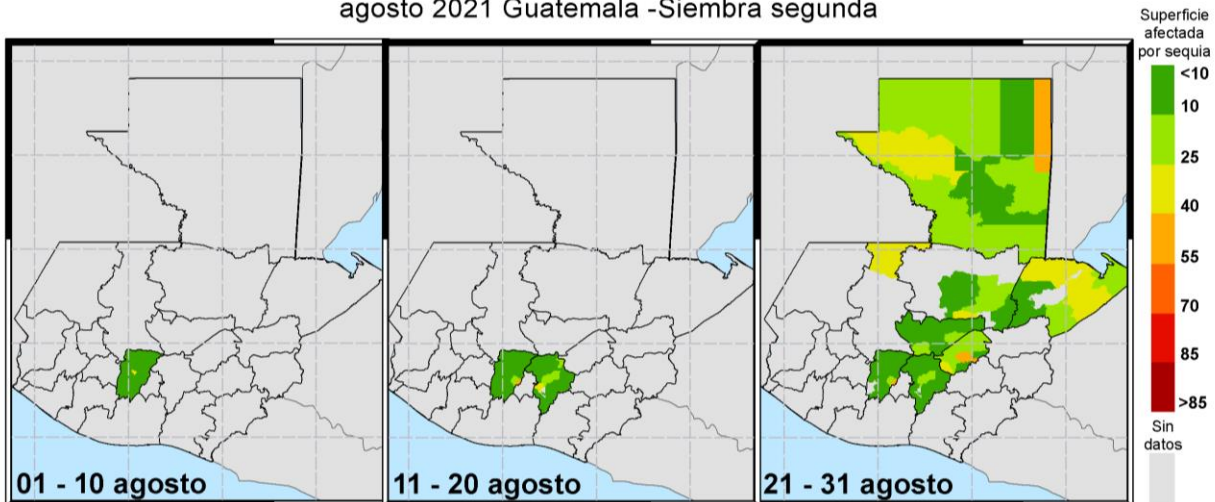 agosto 2021 Guatemala -Siembra segunda
01 - 10 agosto
11 - 20 agosto
21 - 31 agosto
Superficie
afectada
por sequia
<10
10
25
40
55
70
85
>85
Sin
datos